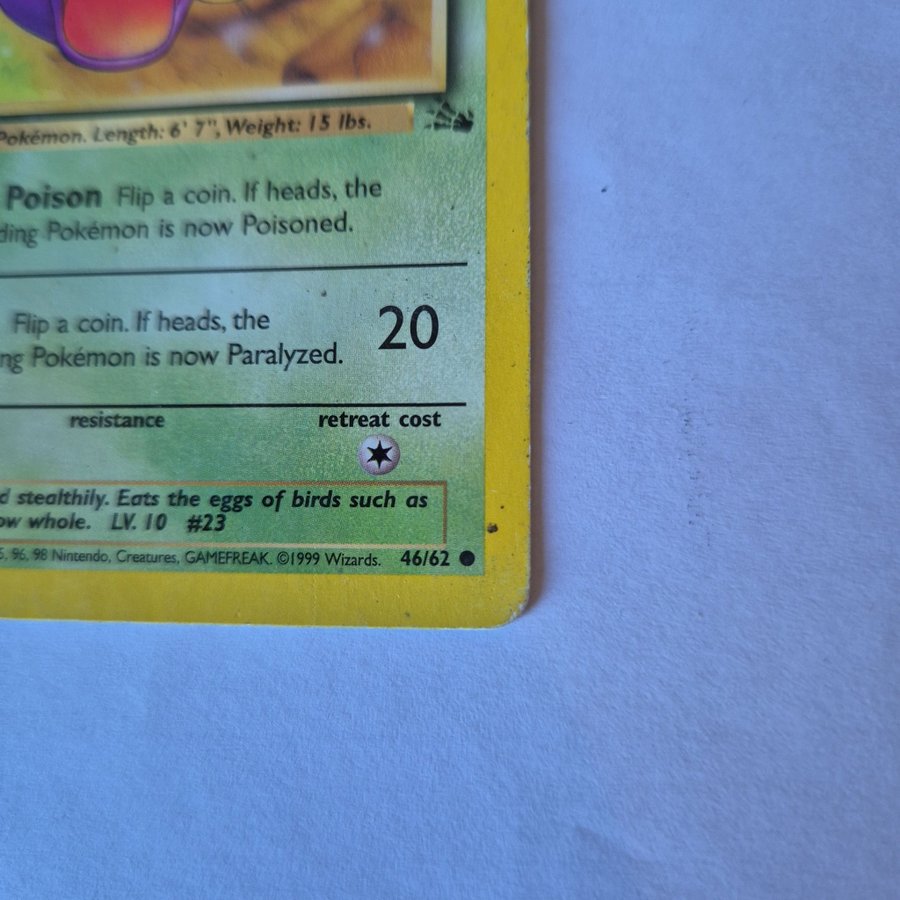 Pokémon. Length: 6' 7", Weight: 15 lbs.
Poison Flip a coin. If heads, the
ding Pokémon is now Poisoned.
Flip a coin. If heads, the
20
ng Pokémon is now Paralyzed.
resistance retreat cost
d stealthily. Eats the eggs of birds such as
ow whole. LV. 10 #23
5, 96, 98 Nintendo, Creatures, GAMEFREAK. ©1999 Wizards. 46/62